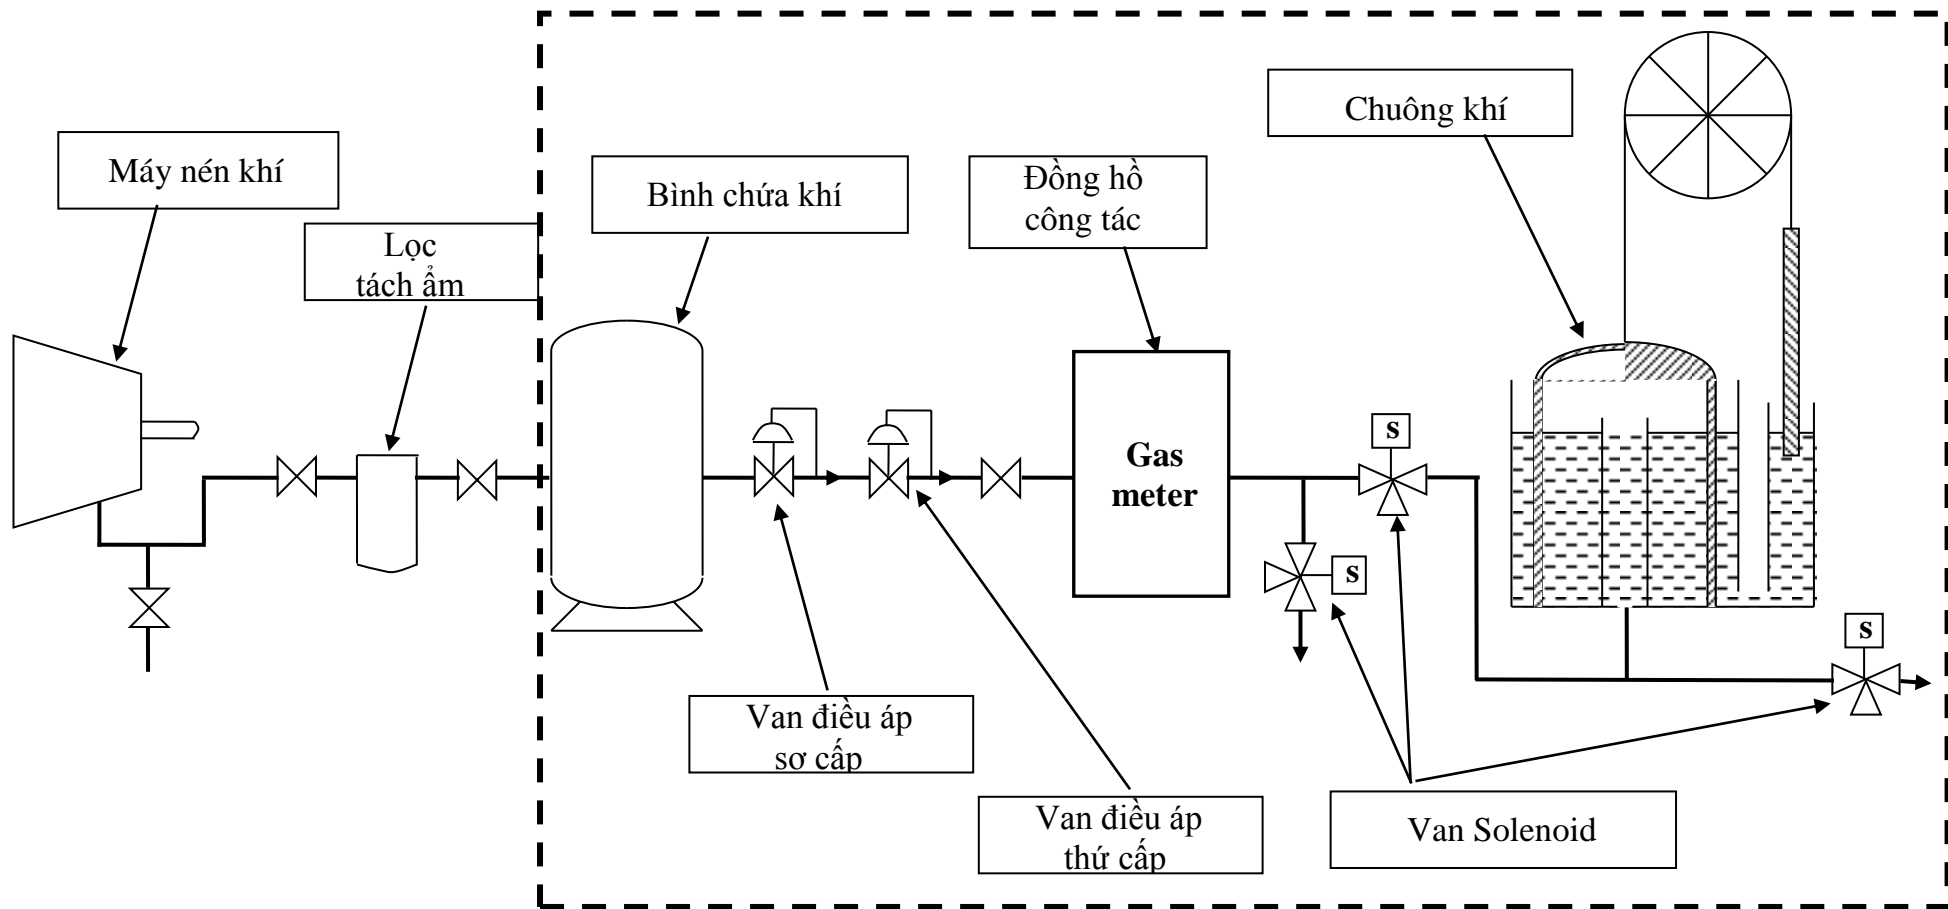 Máy nén khí
Lọc
tách ẩm
Bình chứa khí
Đồng hồ
công tác
Chuông khí
Gas
meter
s
s
s
Van điều áp
sơ cấp
Van điều áp
thứ cấp
Van Solenoid